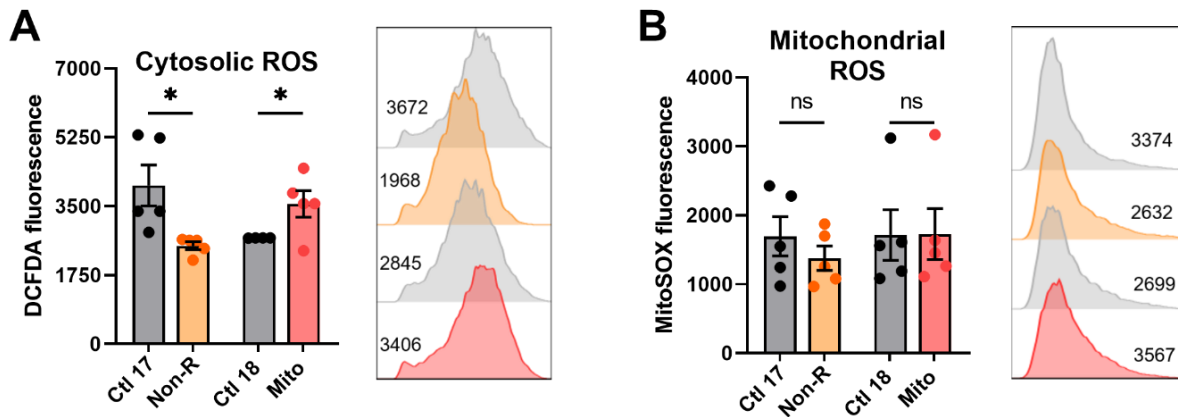 A
Cytosolic ROS
DCFDA fluorescence
7000
5250
3500
1750
0
*
*
Ctl 17
Non-R
Ctl 18
Mito
3672
1968
2845
3406
B
Mitochondrial
ROS
MitoSOX fluorescence
4000
3000
2000
1000
0
ns
ns
Ctl 17
Non-R
Ctl 18
Mito
3374
2632
2699
3567